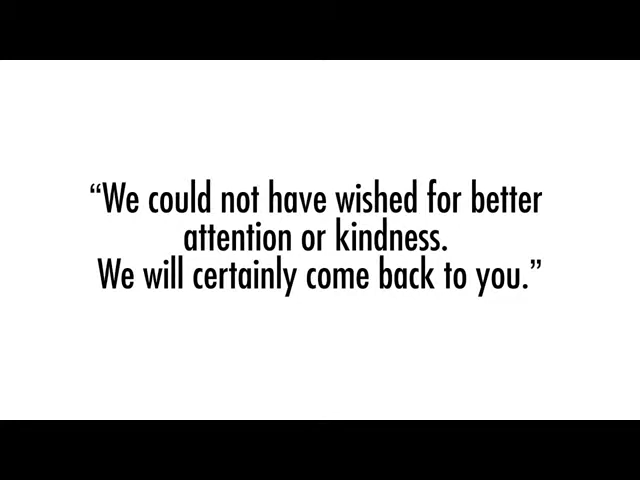 “We could not have wished for better
attention or kindness.
We will certainly come back to you.”